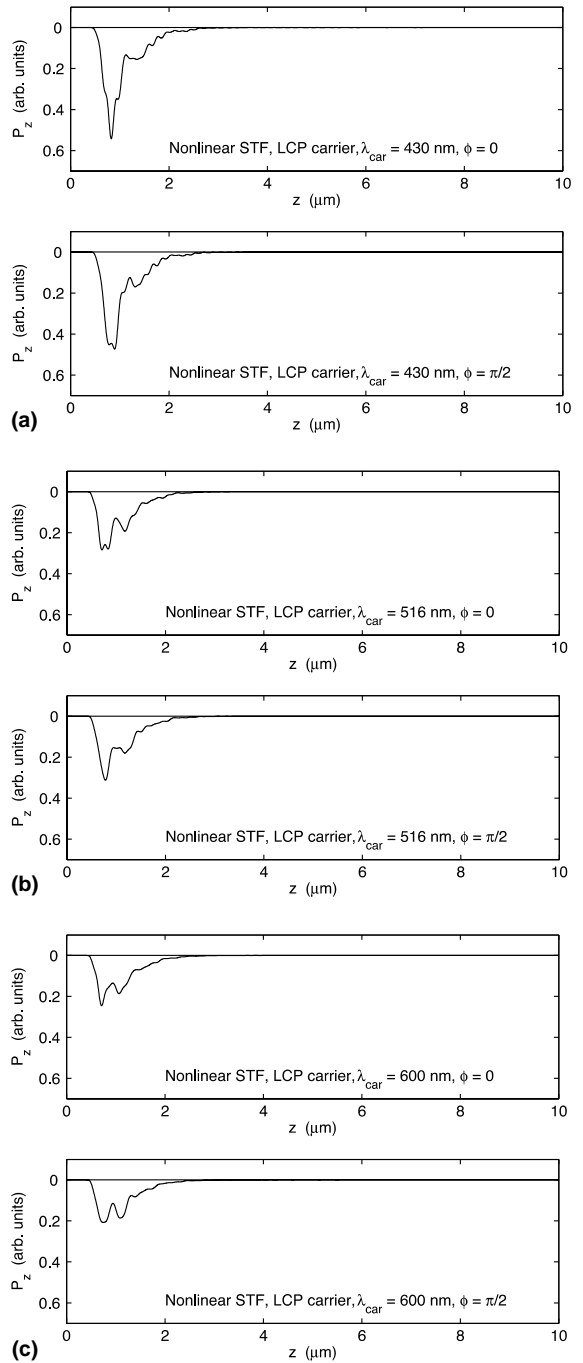 0
0.2
0.4
0.6
P_z (arb. units)
Nonlinear STF, LCP carrier, λ_car = 430 nm, ϕ = 0
0 2 4 6 8 10
z (μm)
0
0.2
0.4
0.6
P_z (arb. units)
Nonlinear STF, LCP carrier, λ_car = 430 nm, ϕ = π/2
0 2 4 6 8 10
z (μm)
(a)
0
0.2
0.4
0.6
P_z (arb. units)
Nonlinear STF, LCP carrier, λ_car = 516 nm, ϕ = 0
0 2 4 6 8 10
z (μm)
0
0.2
0.4
0.6
P_z (arb. units)
Nonlinear STF, LCP carrier, λ_car = 516 nm, ϕ = π/2
0 2 4 6 8 10
z (μm)
(b)
0
0.2
0.4
0.6
P_z (arb. units)
Nonlinear STF, LCP carrier, λ_car = 600 nm, ϕ = 0
0 2 4 6 8 10
z (μm)
0
0.2
0.4
0.6
P_z (arb. units)
Nonlinear STF, LCP carrier, λ_car = 600 nm, ϕ = π/2
0 2 4 6 8 10
z (μm)
(c)